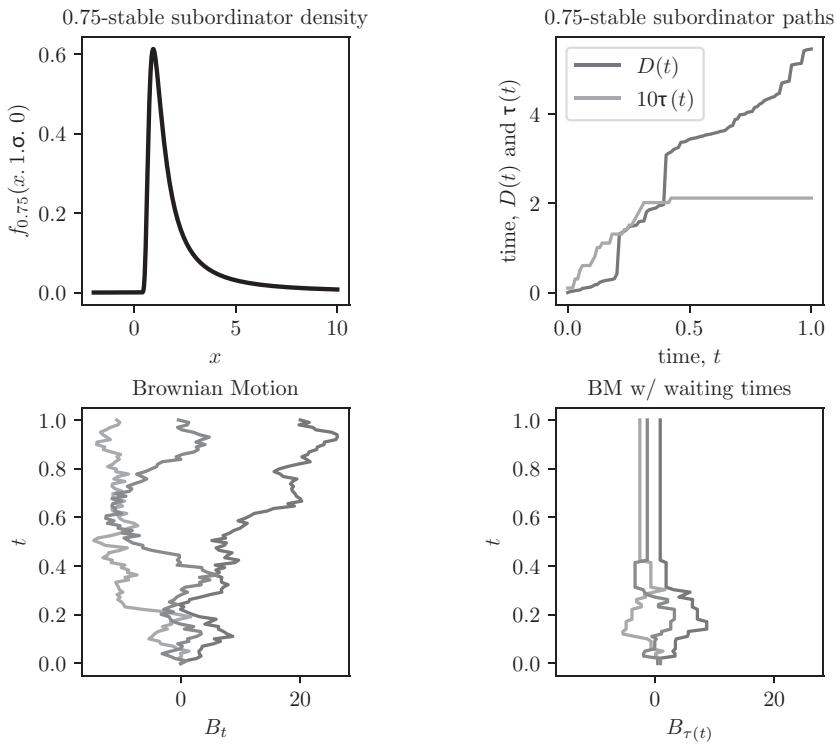 0.75-stable subordinator density
0.6
0.4
0.2
0.0
f₀.₇₅(x. 1.σ. 0)
0
5
10
x
0.75-stable subordinator paths
D(t)
10τ(t)
4
2
0
time, D(t) and τ(t)
0.0
0.5
1.0
time, t
Brownian Motion
1.0
0.8
0.6
0.4
0.2
0.0
t
0
20
Bₜ
BM w/ waiting times
1.0
0.8
0.6
0.4
0.2
0.0
t
0
20
B_{τ(t)}